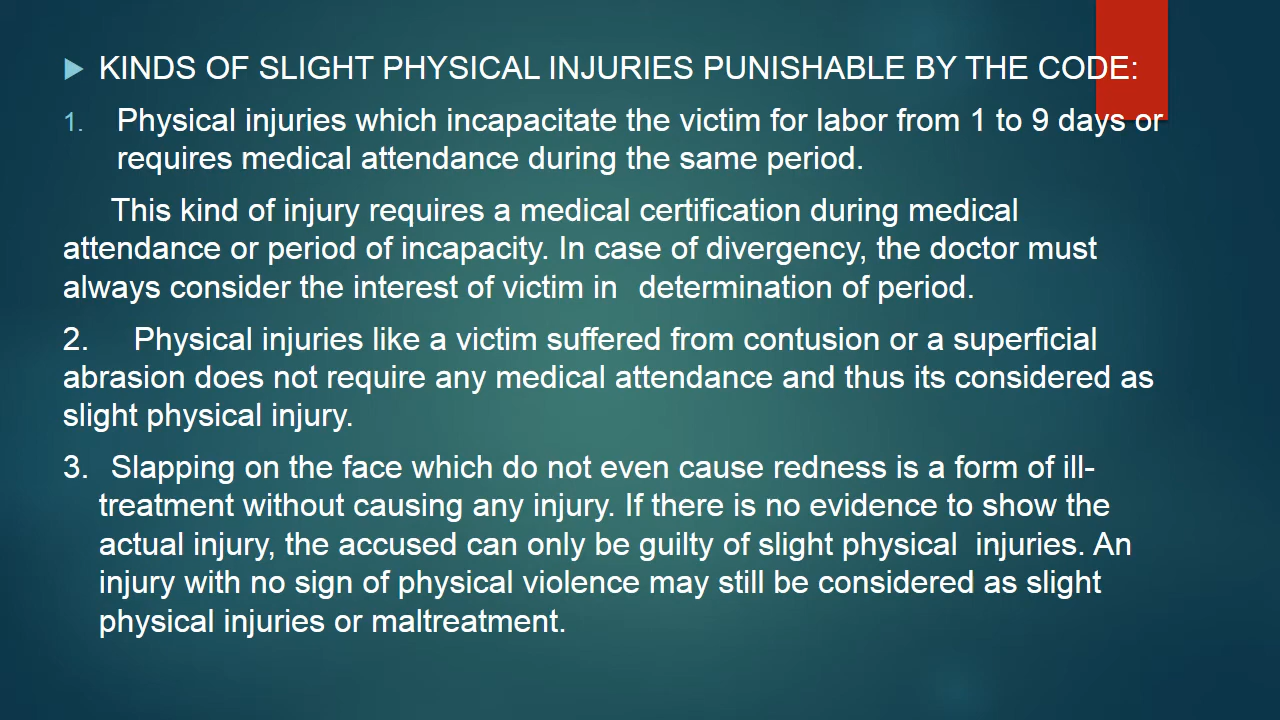 KINDS OF SLIGHT PHYSICAL INJURIES PUNISHABLE BY THE CODE:
1. Physical injuries which incapacitate the victim for labor from 1 to 9 days or
requires medical attendance during the same period.
This kind of injury requires a medical certification during medical
attendance or period of incapacity. In case of divergency, the doctor must
always consider the interest of victim in determination of period.
2. Physical injuries like a victim suffered from contusion or a superficial
abrasion does not require any medical attendance and thus its considered as
slight physical injury.
3. Slapping on the face which do not even cause redness is a form of ill-
treatment without causing any injury. If there is no evidence to show the
actual injury, the accused can only be guilty of slight physical injuries. An
injury with no sign of physical violence may still be considered as slight
physical injuries or maltreatment.